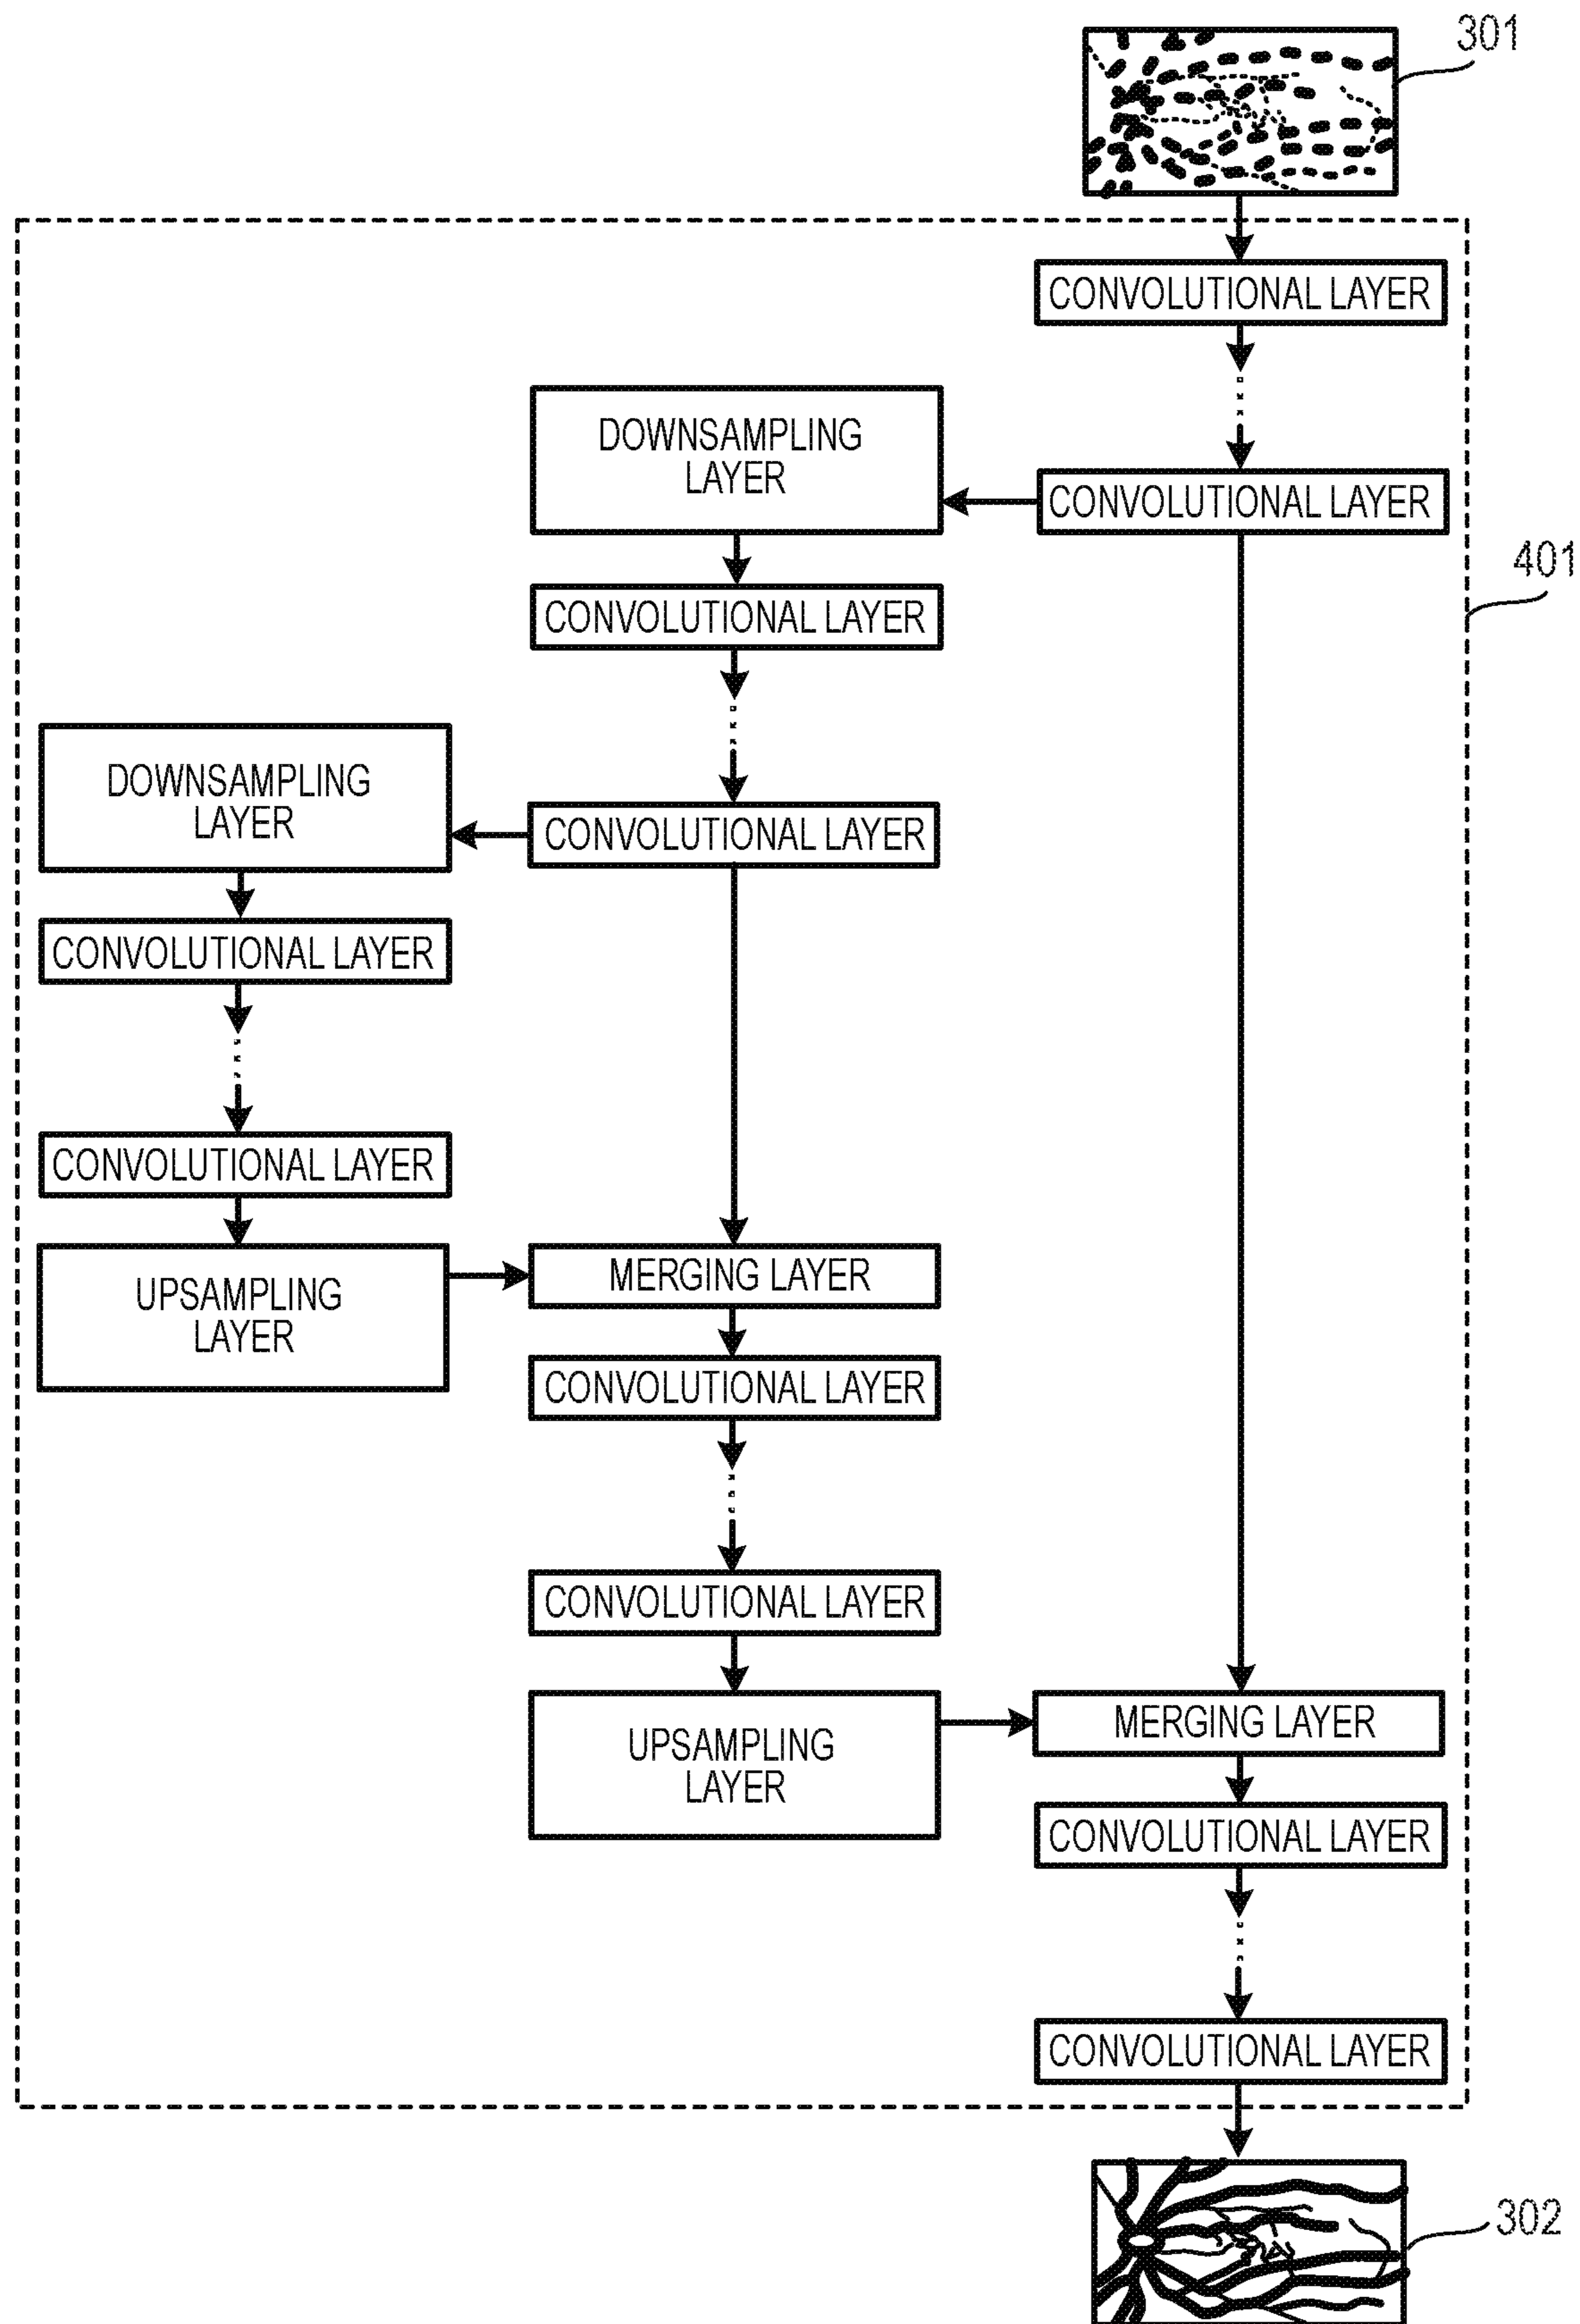 301
CONVOLUTIONAL LAYER
DOWNSAMPLING
LAYER
CONVOLUTIONAL LAYER
401
CONVOLUTIONAL LAYER
DOWNSAMPLING
LAYER
CONVOLUTIONAL LAYER
CONVOLUTIONAL LAYER
CONVOLUTIONAL LAYER
UPSAMPLING
LAYER
MERGING LAYER
CONVOLUTIONAL LAYER
CONVOLUTIONAL LAYER
UPSAMPLING
LAYER
MERGING LAYER
CONVOLUTIONAL LAYER
CONVOLUTIONAL LAYER
302